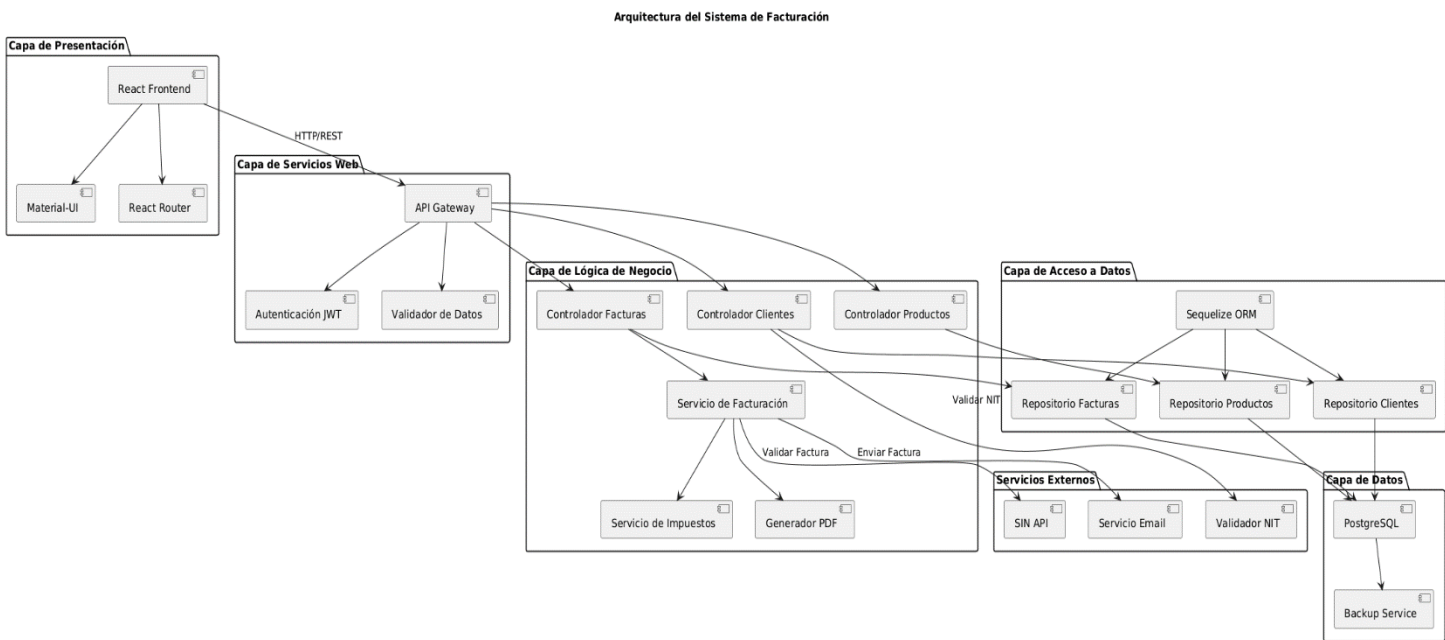 Arquitectura del Sistema de Facturación
Capa de Presentación
React Frontend
HTTP/REST
Material-UI
React Router
Capa de Servicios Web
API Gateway
Autenticación JWT
Validador de Datos
Capa de Lógica de Negocio
Controlador Facturas
Controlador Clientes
Controlador Productos
Servicio de Facturación
Validar Factura
Enviar Factura
Servicio de Impuestos
Generador PDF
Capa de Acceso a Datos
Sequelize ORM
Validar NIT
Repositorio Facturas
Repositorio Productos
Repositorio Clientes
Servicios Externos
SIN API
Servicio Email
Validador NIT
Capa de Datos
PostgreSQL
Backup Service